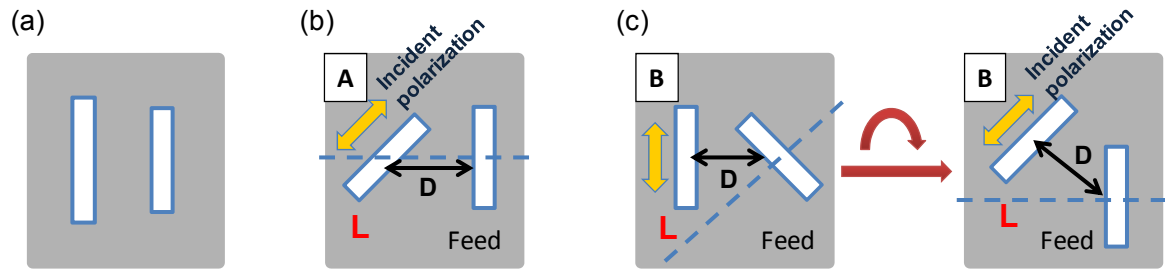 (a)
(b)
(c)
A
Incident
polarization
D
L
Feed
B
D
L
Feed
B
Incident
polarization
D
L
Feed